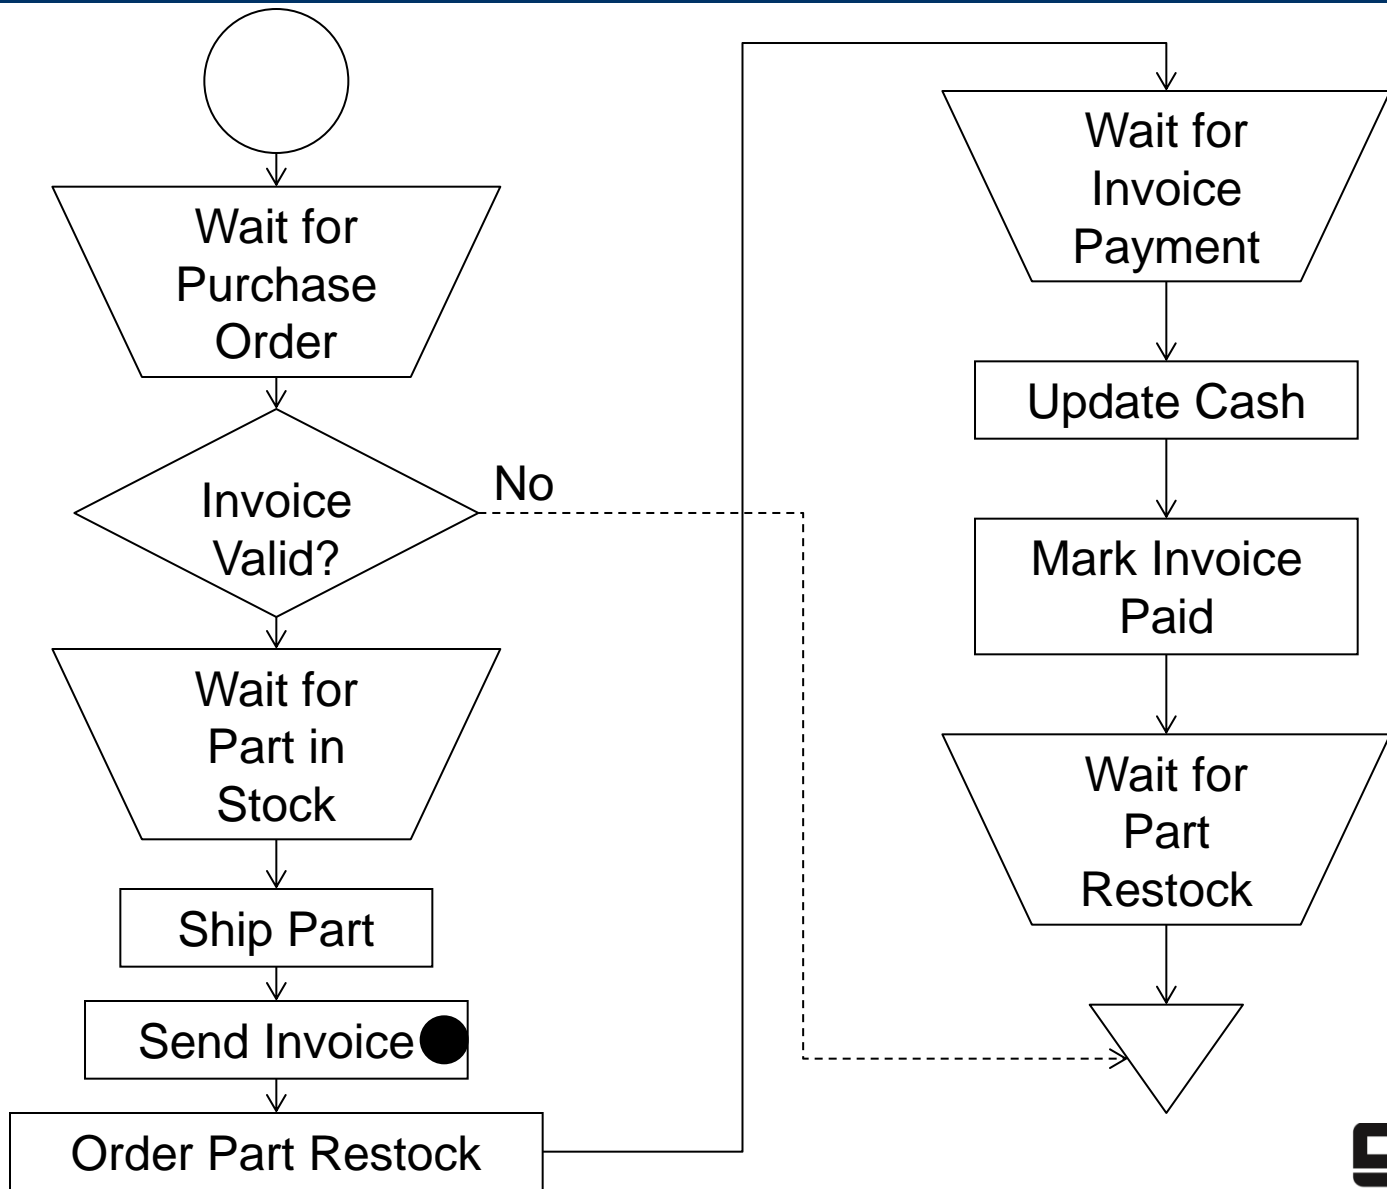 Wait for
Purchase
Order
Invoice
Valid?
No
Wait for
Part in
Stock
Ship Part
Send Invoice
Order Part Restock
Wait for
Invoice
Payment
Update Cash
Mark Invoice
Paid
Wait for
Part
Restock